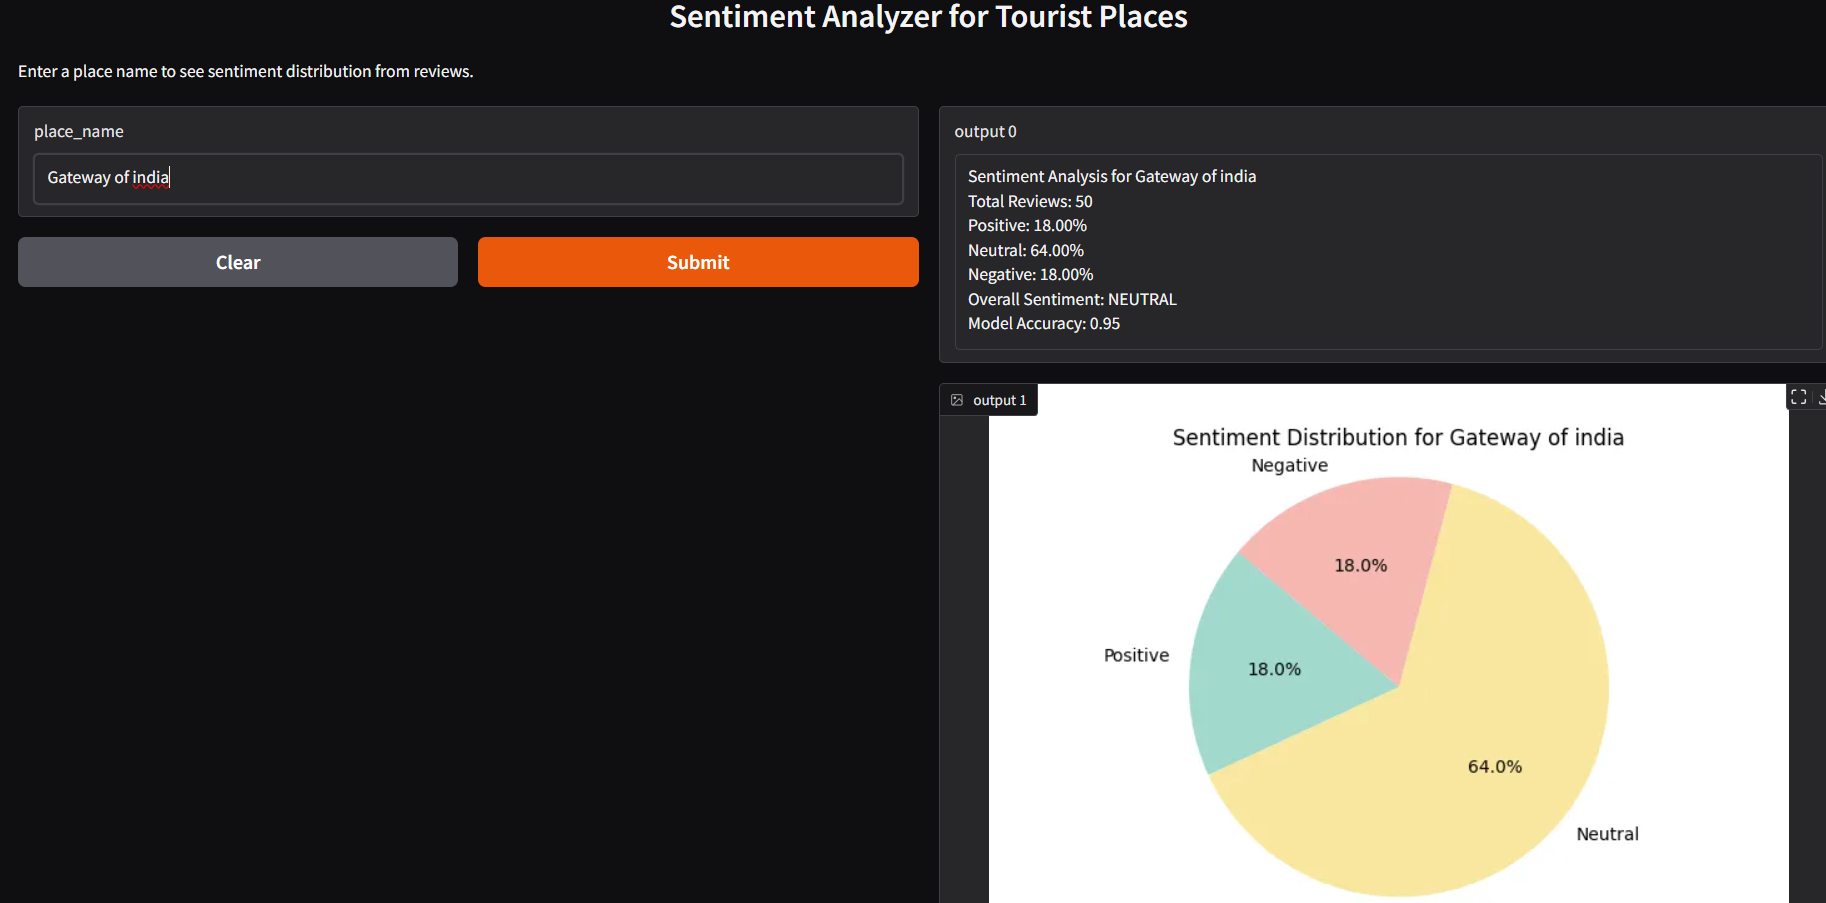 Sentiment Analyzer for Tourist Places
Enter a place name to see sentiment distribution from reviews.
place_name
Gateway of india
Clear
Submit
output 0
Sentiment Analysis for Gateway of india
Total Reviews: 50
Positive: 18.00%
Neutral: 64.00%
Negative: 18.00%
Overall Sentiment: NEUTRAL
Model Accuracy: 0.95
output 1
Sentiment Distribution for Gateway of india
Negative
18.0%
Positive
18.0%
64.0%
Neutral